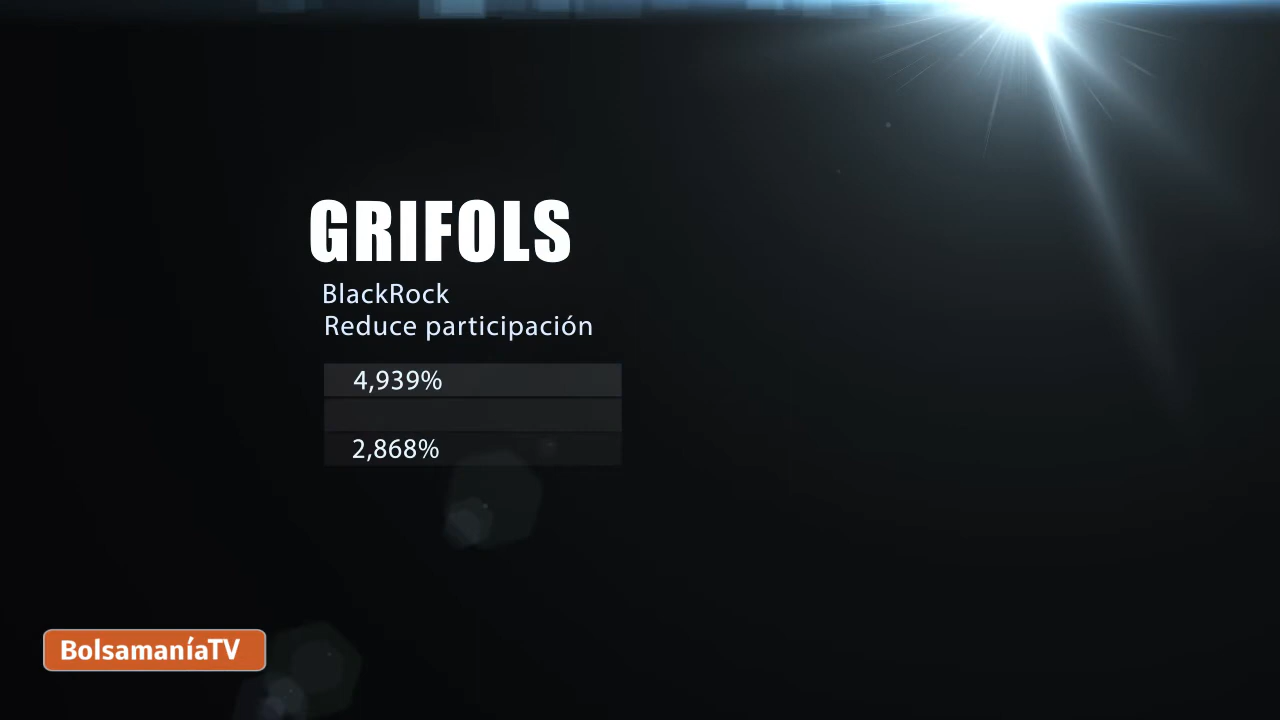 GRIFOLS
BlackRock
Reduce participación
4,939%
2,868%
BolsamaníaTV